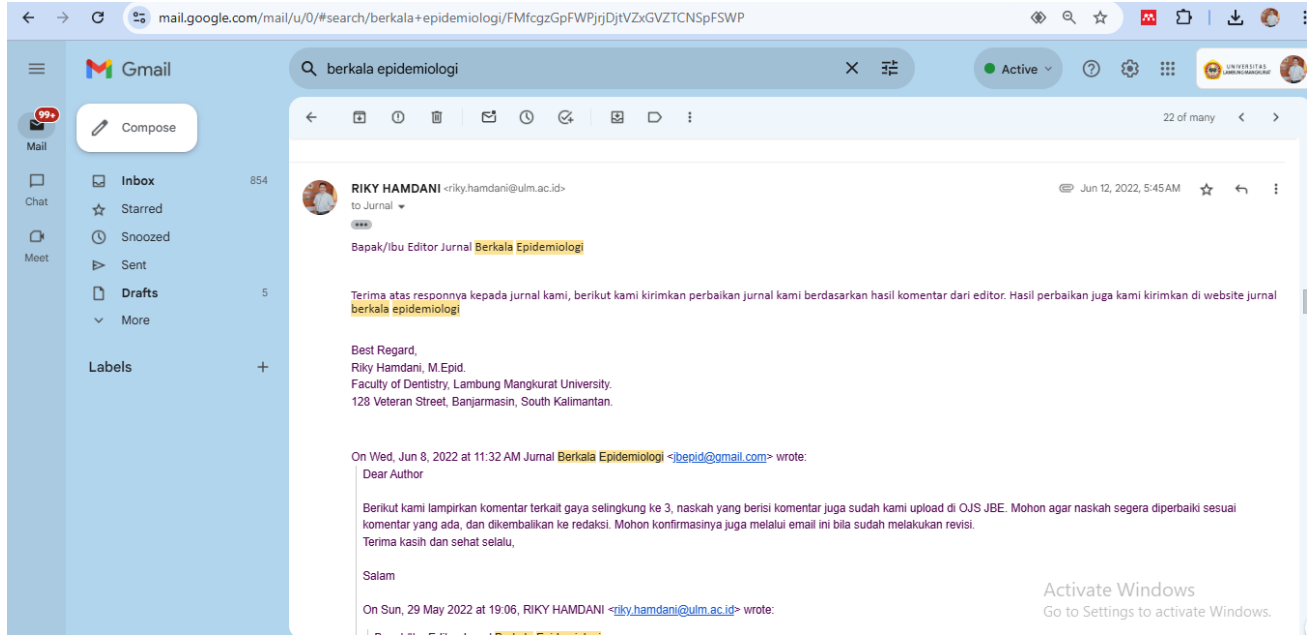 mail.google.com/mail/u/0/#search/berkala+epidemiologi/FMfcgzGpFWPjrjDjtVZxGVZTCNSpFSWP
Gmail
berkala epidemiologi
Active
UNIVERSITAS
LAMBUNG MANGKURAT
99+
Mail
Chat
Meet
Compose
Inbox 854
Starred
Snoozed
Sent
Drafts 5
More
Labels
22 of many
RIKY HAMDANI <riky.hamdani@ulm.ac.id>
Jun 12, 2022, 5:45 AM
to Jurnal
Bapak/Ibu Editor Jurnal Berkala Epidemiologi
Terima atas responnya kepada jurnal kami, berikut kami kirimkan perbaikan jurnal kami berdasarkan hasil komentar dari editor. Hasil perbaikan juga kami kirimkan di website jurnal
berkala epidemiologi
Best Regard,
Riky Hamdani, M.Epid.
Faculty of Dentistry, Lambung Mangkurat University.
128 Veteran Street, Banjarmasin, South Kalimantan.
On Wed, Jun 8, 2022 at 11:32 AM Jurnal Berkala Epidemiologi <jbepid@gmail.com> wrote:
Dear Author
Berikut kami lampirkan komentar terkait gaya selingkung ke 3, naskah yang berisi komentar juga sudah kami upload di OJS JBE. Mohon agar naskah segera diperbaiki sesuai
komentar yang ada, dan dikembalikan ke redaksi. Mohon konfirmasinya juga melalui email ini bila sudah melakukan revisi.
Terima kasih dan sehat selalu,
Salam
On Sun, 29 May 2022 at 19:06, RIKY HAMDANI <riky.hamdani@ulm.ac.id> wrote:
Activate Windows
Go to Settings to activate Windows.